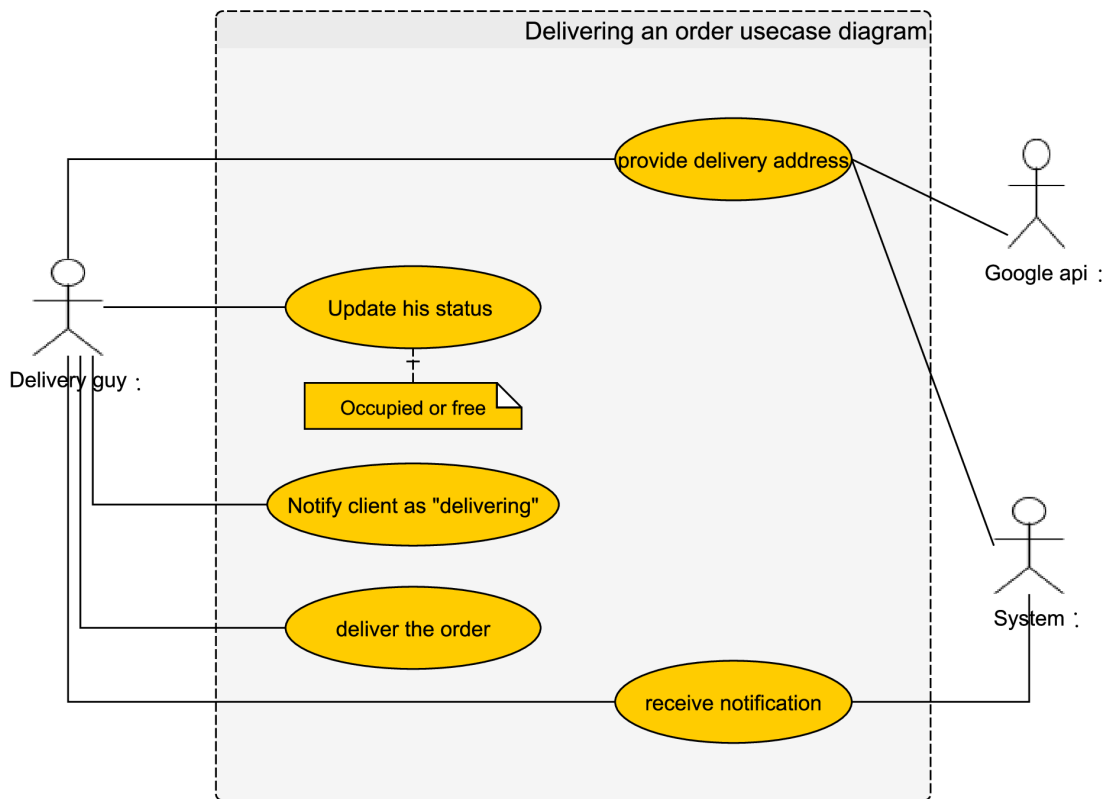 Delivering an order usecase diagram
provide delivery address
Google api :
Update his status
Delivery guy :
Occupied or free
Notify client as "delivering"
System :
deliver the order
receive notification